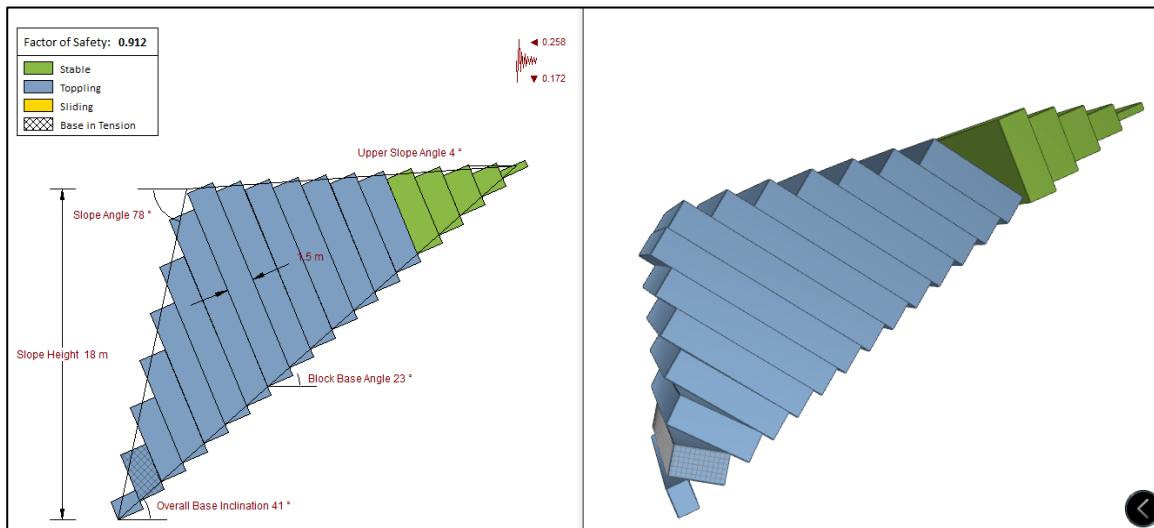 Factor of Safety: 0.912
Stable
Toppling
Sliding
Base in Tension
0.258
0.172
Upper Slope Angle 4 °
Slope Angle 78 °
1.5 m
Slope Height 18 m
Block Base Angle 23 °
Overall Base Inclination 41 °